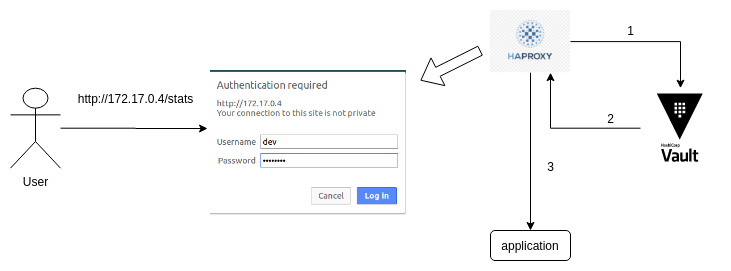 http://172.17.0.4/stats
User
Authentication required
http://172.17.0.4
Your connection to this site is not private
Username
dev
Password
••••••••
Cancel
Log in
HAPROXY
1
2
3
HashiCorp
Vault
application